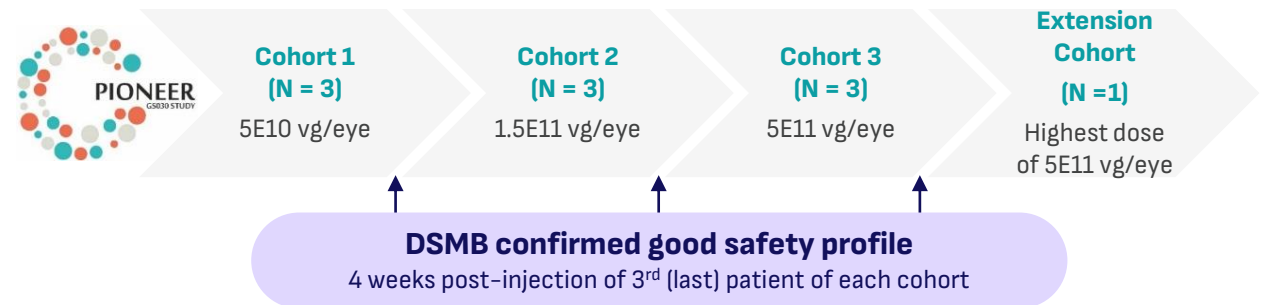 PIONEER
GS030 STUDY
Cohort 1
(N = 3)
5E10 vg/eye
Cohort 2
(N = 3)
1.5E11 vg/eye
Cohort 3
(N = 3)
5E11 vg/eye
Extension
Cohort
(N =1)
Highest dose
of 5E11 vg/eye
DSMB confirmed good safety profile
4 weeks post-injection of 3rd (last) patient of each cohort